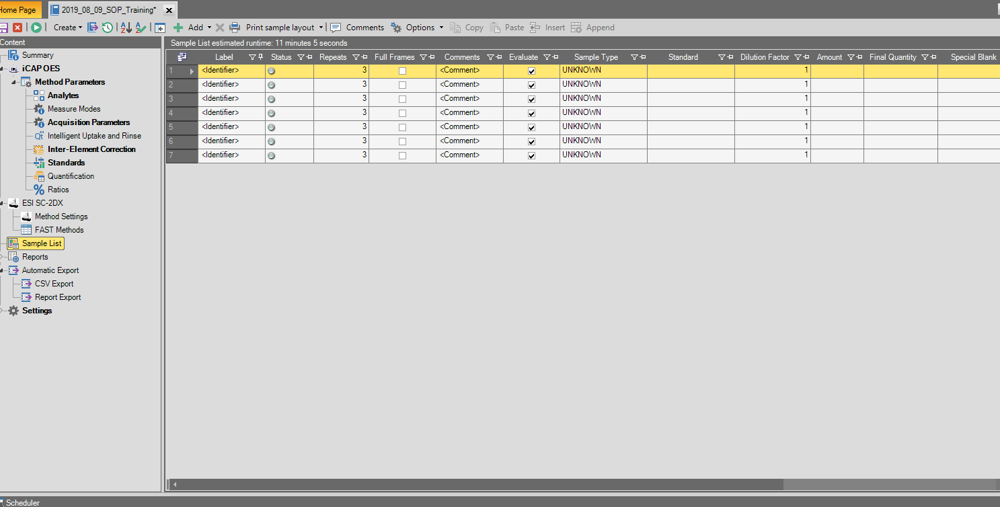 Home Page 2019_08_09_SOP_Training*
Create Add Print sample layout Comments Options Copy Paste Insert Append
Content
Summary
iCAP OES
Method Parameters
Analytes
Measure Modes
Acquisition Parameters
Intelligent Uptake and Rinse
Inter-Element Correction
Standards
Quantification
Ratios
ESI SC-2DX
Method Settings
FAST Methods
Sample List
Reports
Automatic Export
CSV Export
Report Export
Settings
Sample List estimated runtime: 11 minutes 5 seconds
Label Status Repeats Full Frames Comments Evaluate Sample Type Standard Dilution Factor Amount Final Quantity Special Blank
1 <Identifier> 3 <Comment> UNKNOWN 1
2 <Identifier> 3 <Comment> UNKNOWN 1
3 <Identifier> 3 <Comment> UNKNOWN 1
4 <Identifier> 3 <Comment> UNKNOWN 1
5 <Identifier> 3 <Comment> UNKNOWN 1
6 <Identifier> 3 <Comment> UNKNOWN 1
7 <Identifier> 3 <Comment> UNKNOWN 1
Scheduler